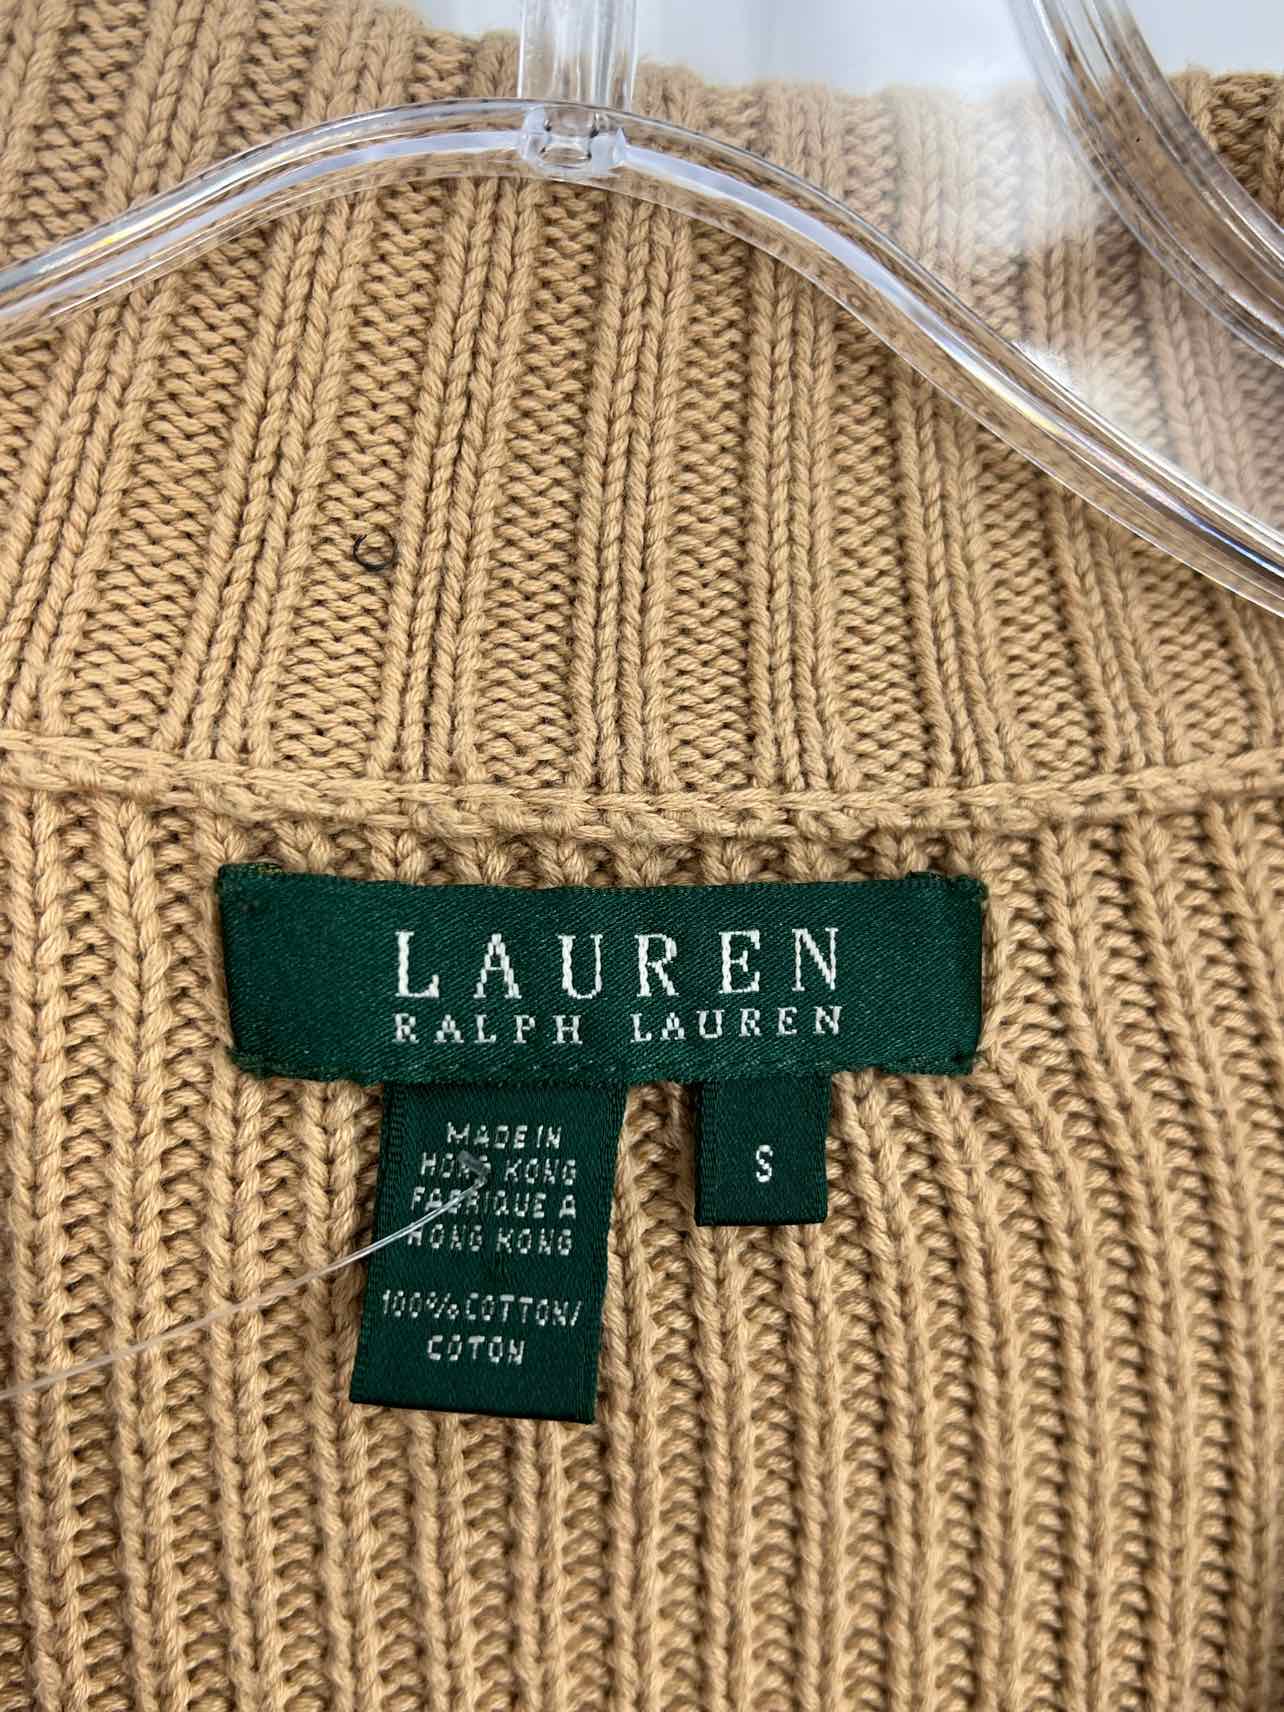 LAUREN
RALPH LAUREN
MADE IN
HONG KONG
FABRIQUE A
HONG KONG
100% COTTON/
COTON
S